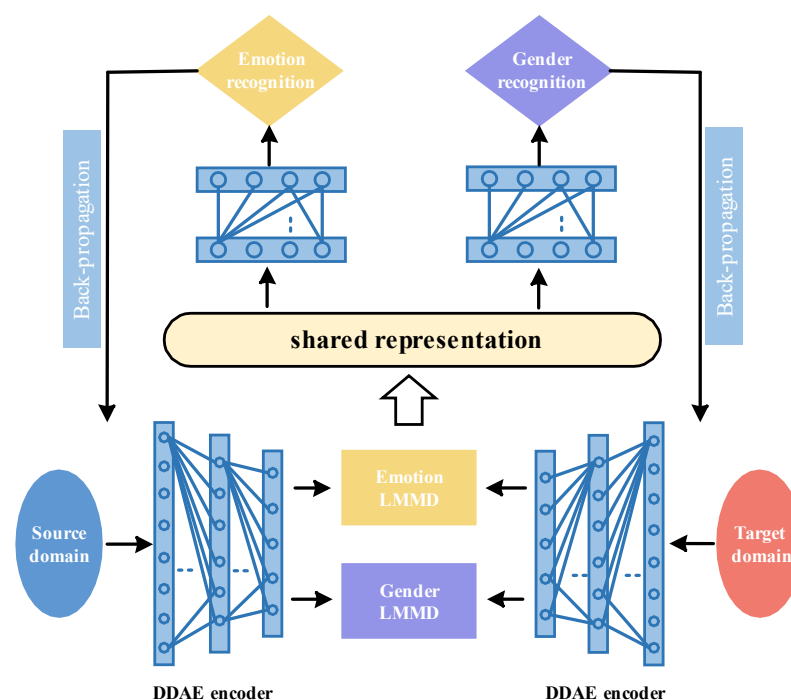 Emotion
recognition
Gender
recognition
Back-propagation
Back-propagation
shared representation
Source
domain
Emotion
LMMD
Target
domain
Gender
LMMD
DDAE encoder
DDAE encoder